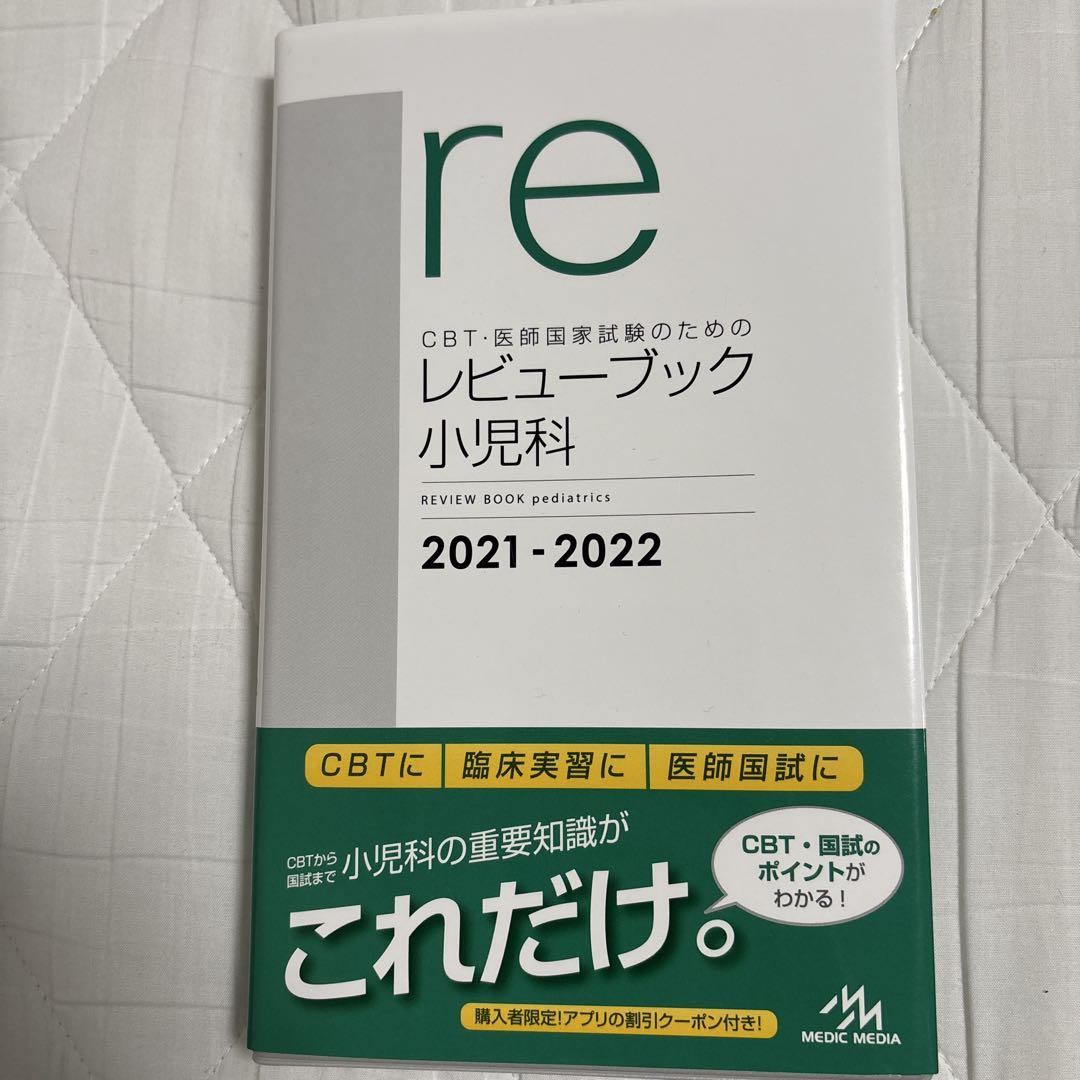 re
CBT・医師国家試験のための
レビューブック
小児科
REVIEW BOOK pediatrics
2021-2022
CBTに 臨床実習に 医師国試に
CBTから
国試まで
小児科の重要知識が
これだけ。
CBT・国試の
ポイントが
わかる!
購入者限定!アプリの割引クーポン付き!
MEDIC MEDIA